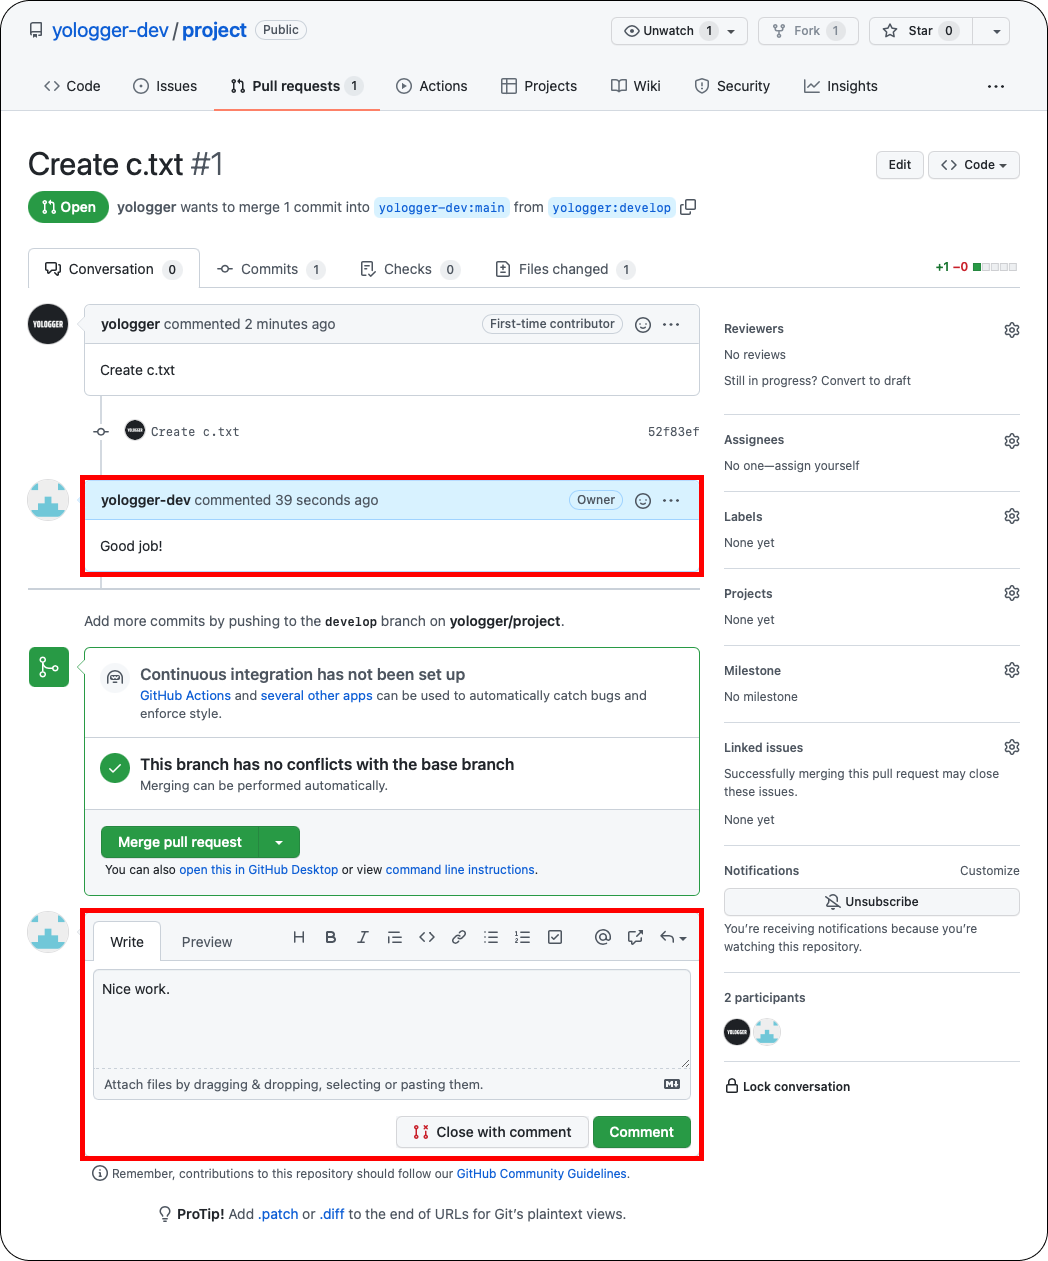 yologger-dev / project Public
Unwatch 1 Fork 1 Star 0
Code Issues Pull requests 1 Actions Projects Wiki Security Insights
Create c.txt #1
Edit Code
Open yologger wants to merge 1 commit into yologger-dev:main from yologger:develop
Conversation 0 Commits 1 Checks 0 Files changed 1
+1 −0
YOLOGGER
yologger commented 2 minutes ago First-time contributor
Create c.txt
YOLOGGER Create c.txt 52f83ef
yologger-dev commented 39 seconds ago Owner
Good job!
Add more commits by pushing to the develop branch on yologger/project.
Continuous integration has not been set up
GitHub Actions and several other apps can be used to automatically catch bugs and
enforce style.
This branch has no conflicts with the base branch
Merging can be performed automatically.
Merge pull request
You can also open this in GitHub Desktop or view command line instructions.
Write Preview
Nice work.
Attach files by dragging & dropping, selecting or pasting them.
Close with comment Comment
Remember, contributions to this repository should follow our GitHub Community Guidelines.
ProTip! Add .patch or .diff to the end of URLs for Git's plaintext views.
Reviewers
No reviews
Still in progress? Convert to draft
Assignees
No one—assign yourself
Labels
None yet
Projects
None yet
Milestone
No milestone
Linked issues
Successfully merging this pull request may close
these issues.
None yet
Notifications Customize
Unsubscribe
You're receiving notifications because you're
watching this repository.
2 participants
YOLOGGER
Lock conversation